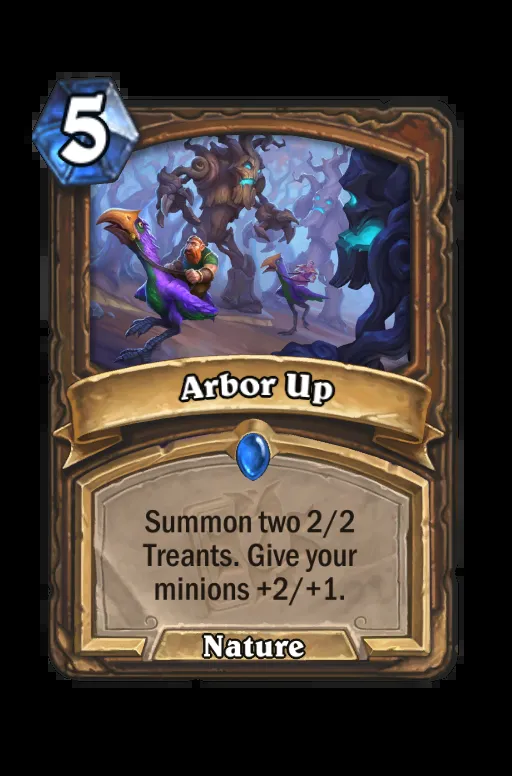 5
Arbor Up
Summon two 2/2
Treants. Give your
minions +2/+1.
Nature